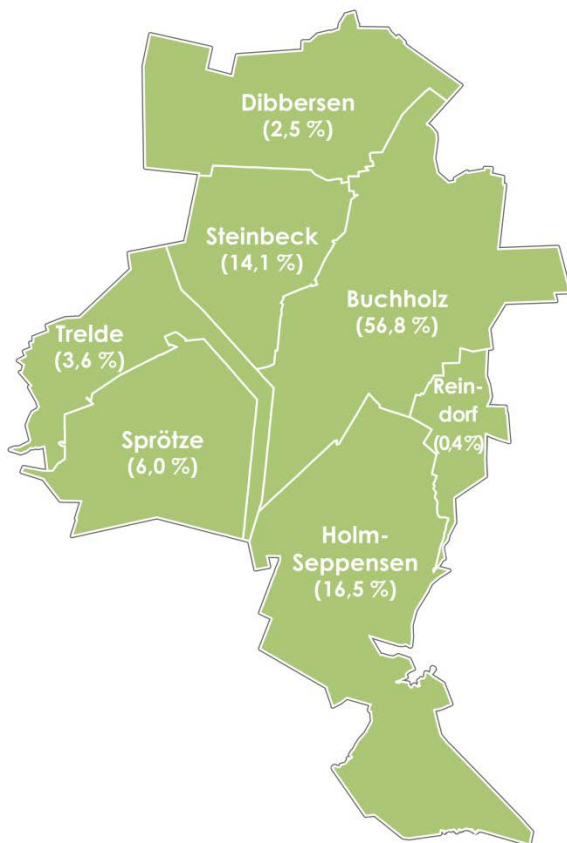 Dibbersen
(2,5 %)
Steinbeck
(14,1 %)
Buchholz
(56,8 %)
Trelde
(3,6 %)
Rein-
dorf
(0,4%)
Sprötze
(6,0 %)
Holm-
Seppensen
(16,5 %)